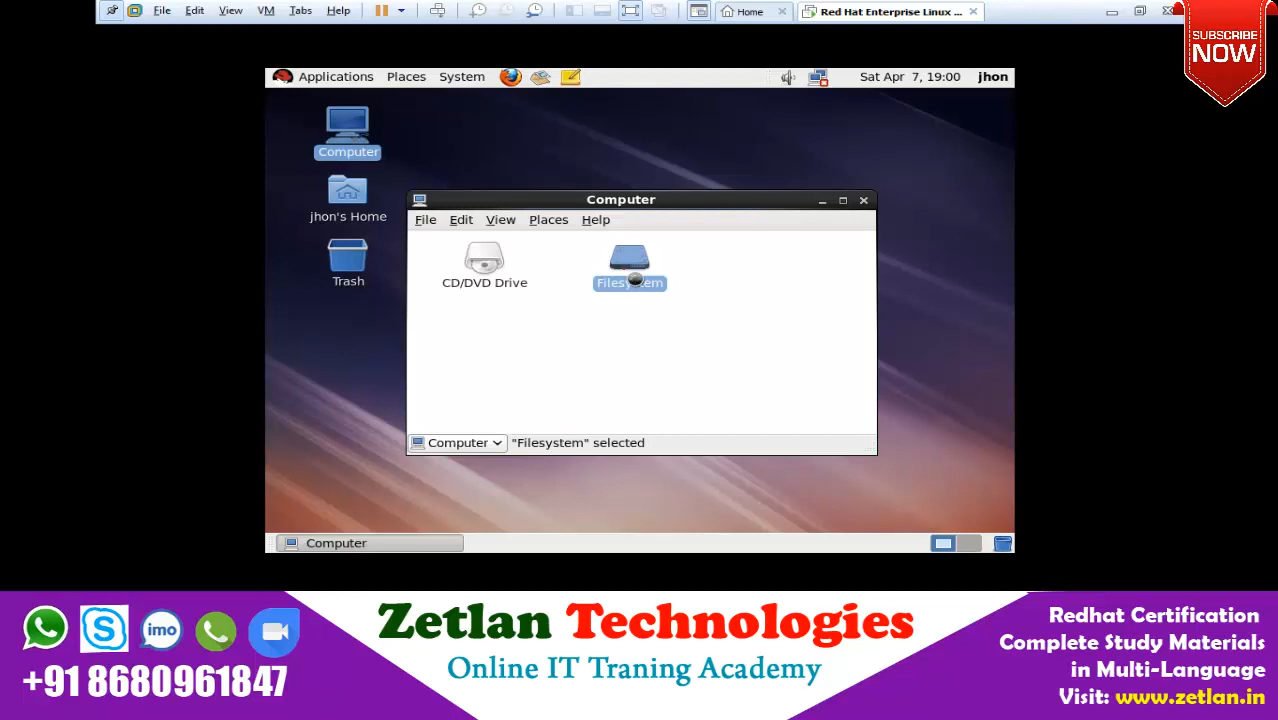 File Edit View VM Tabs Help
Home
Red Hat Enterprise Linux ...
SUBSCRIBE
NOW
Applications Places System
Sat Apr 7, 19:00 jhon
Computer
jhon's Home
Trash
Computer
File Edit View Places Help
CD/DVD Drive
Filesystem
Computer "Filesystem" selected
Computer
imo
+91 8680961847
Zetlan Technologies
Online IT Traning Academy
Redhat Certification
Complete Study Materials
in Multi-Language
Visit: www.zetlan.in